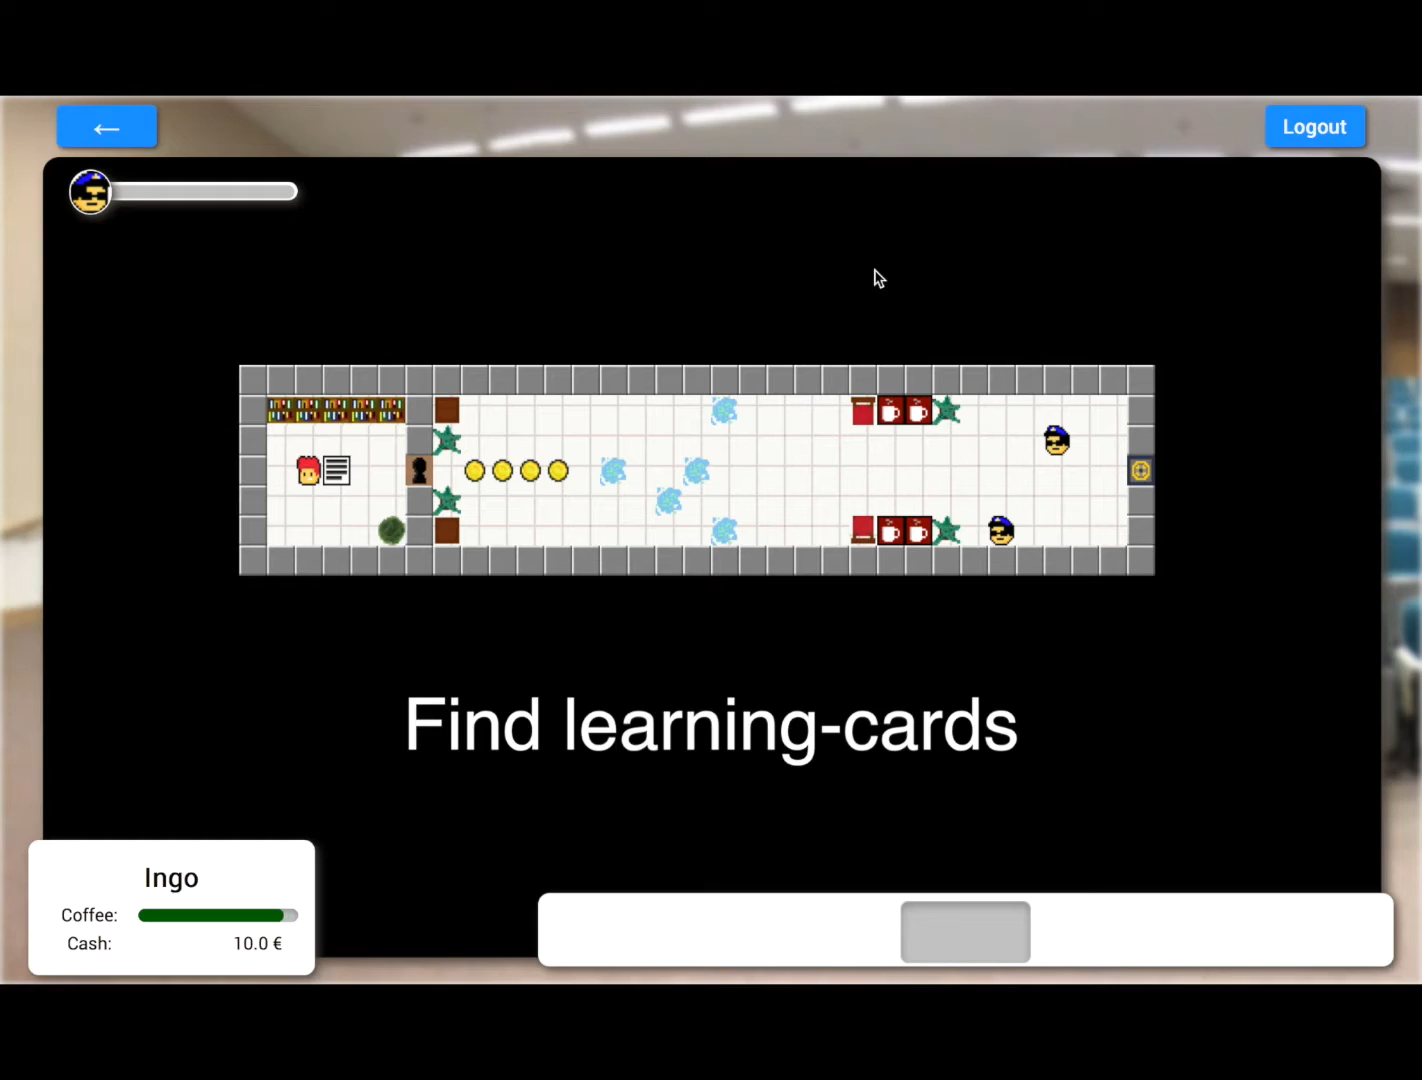 ←
Logout
Find learning-cards
Ingo
Coffee:
Cash: 10.0 €